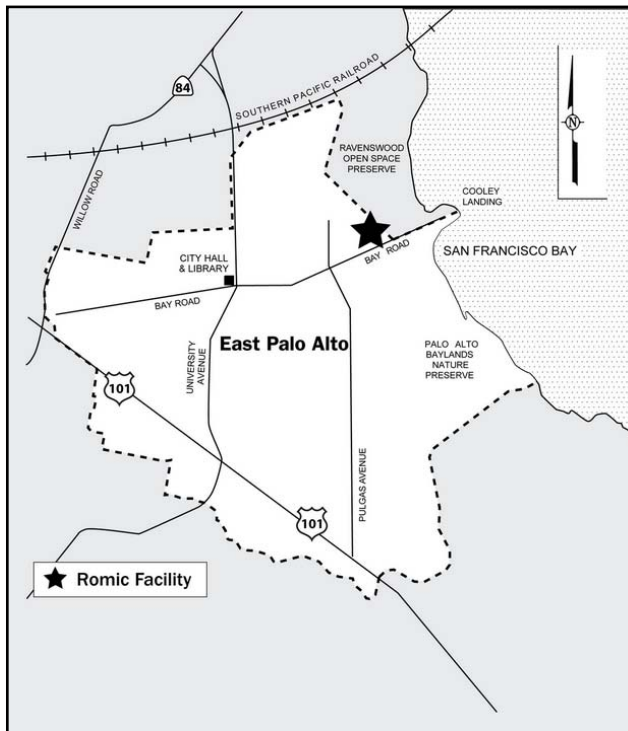 84
SOUTHERN PACIFIC RAILROAD
RAVENSWOOD
OPEN SPACE
PRESERVE
N
WILLOW ROAD
COOLEY
LANDING
CITY HALL
& LIBRARY
BAY ROAD
SAN FRANCISCO BAY
BAY ROAD
East Palo Alto
UNIVERSITY
AVENUE
PALO ALTO
BAYLANDS
NATURE
PRESERVE
101
PULGAS AVENUE
101
Romic Facility